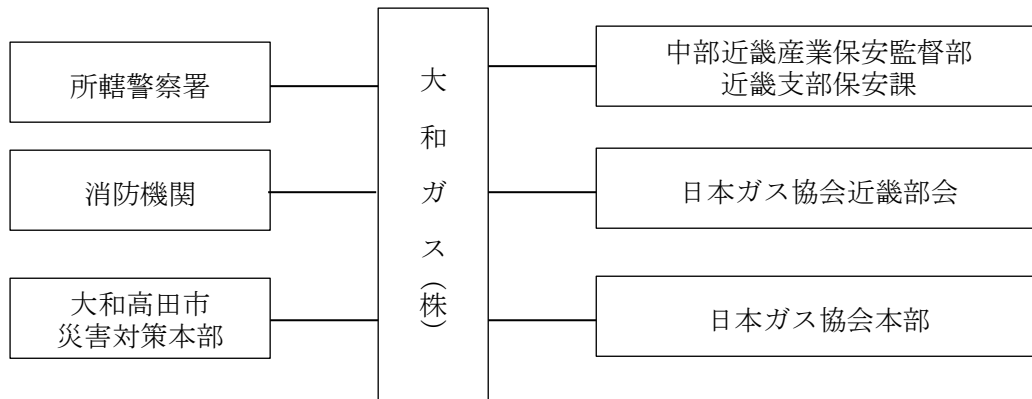 所轄警察署
消防機関
大和高田市
災害対策本部
大和ガス(株)
中部近畿産業保安監督部
近畿支部保安課
日本ガス協会近畿部会
日本ガス協会本部